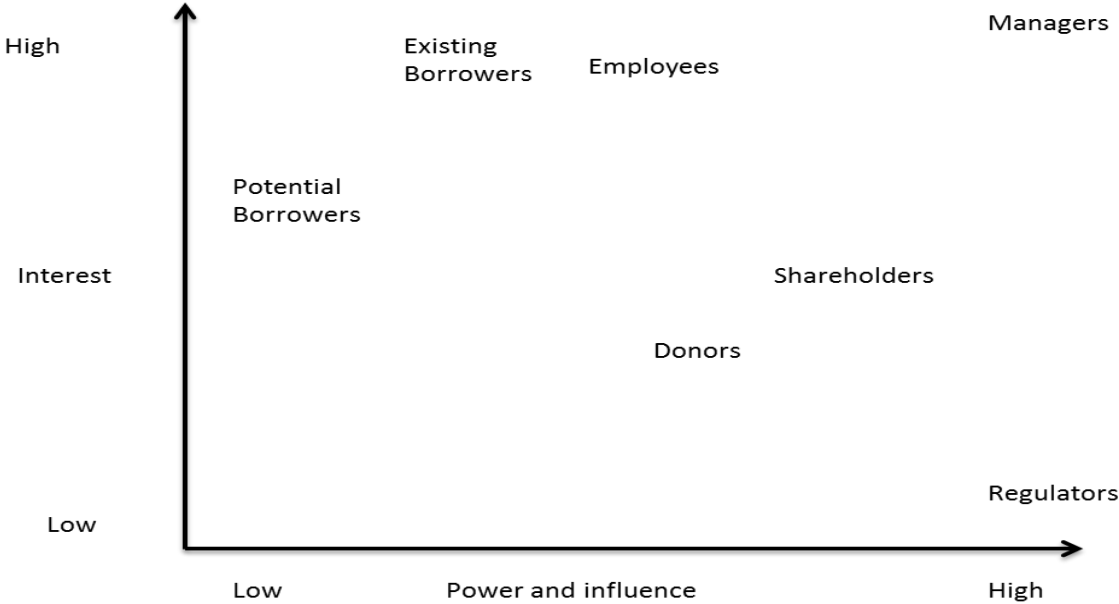 Managers
High
Existing
Borrowers
Employees
Potential
Borrowers
Interest
Shareholders
Donors
Regulators
Low
Low
Power and influence
High